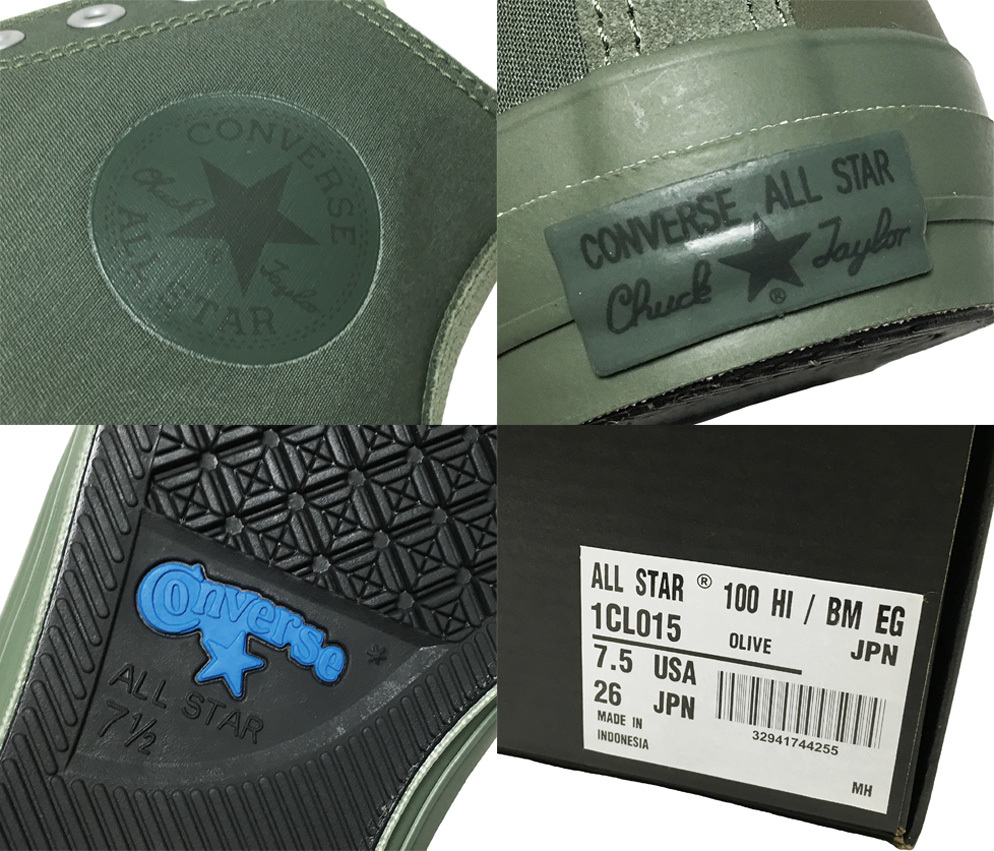 CONVERSE
Chuck Taylor
ALL STAR
CONVERSE ALL STAR
Chuck Taylor
®
Converse
ALL STAR
7½
ALL STAR ® 100 HI / BM EG
1CL015 OLIVE JPN
7.5 USA
26 JPN
MADE IN
INDONESIA
32941744255
MH